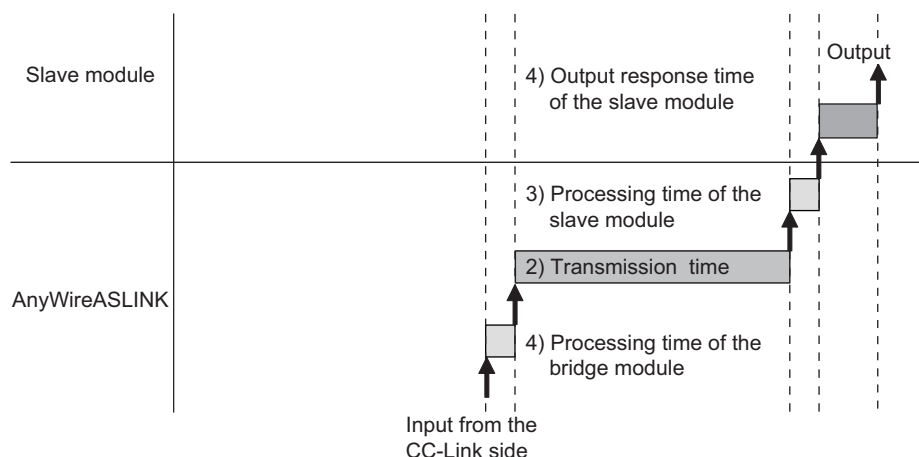 Output
Slave module
4) Output response time
of the slave module
3) Processing time of the
slave module
2) Transmission time
AnyWireASLINK
4) Processing time of the
bridge module
Input from the
CC-Link side